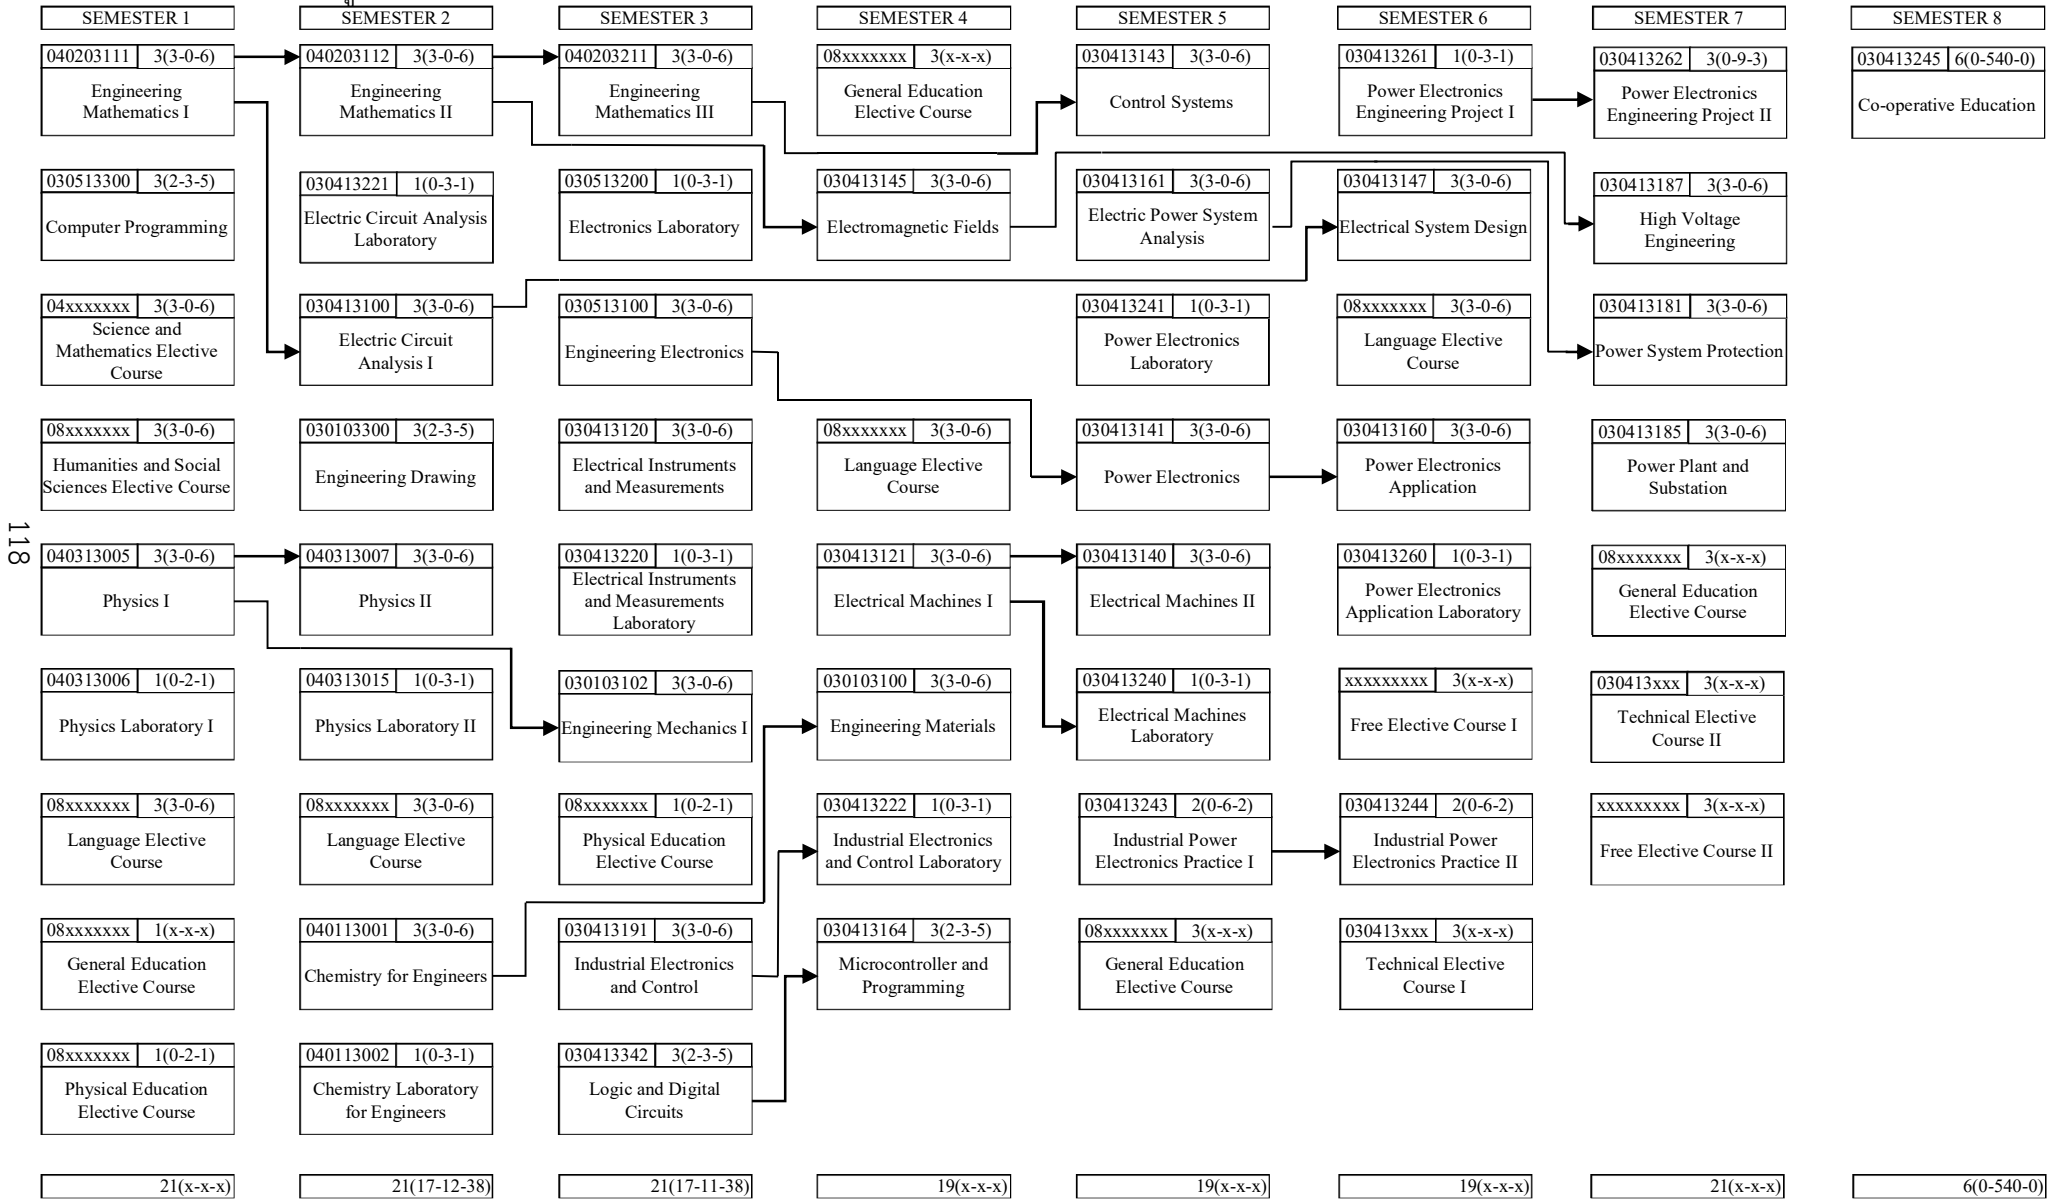 SEMESTER 1
SEMESTER 2
SEMESTER 3
SEMESTER 4
SEMESTER 5
SEMESTER 6
SEMESTER 7
SEMESTER 8
040203111 3(3-0-6)
Engineering
Mathematics I
040203112 3(3-0-6)
Engineering
Mathematics II
040203211 3(3-0-6)
Engineering
Mathematics III
08xxxxxxx 3(x-x-x)
General Education
Elective Course
030413143 3(3-0-6)
Control Systems
030413261 1(0-3-1)
Power Electronics
Engineering Project I
030413262 3(0-9-3)
Power Electronics
Engineering Project II
030413245 6(0-540-0)
Co-operative Education
030513300 3(2-3-5)
Computer Programming
030413221 1(0-3-1)
Electric Circuit Analysis
Laboratory
030513200 1(0-3-1)
Electronics Laboratory
030413145 3(3-0-6)
Electromagnetic Fields
030413161 3(3-0-6)
Electric Power System
Analysis
030413147 3(3-0-6)
Electrical System Design
030413187 3(3-0-6)
High Voltage
Engineering
04xxxxxxx 3(3-0-6)
Science and
Mathematics Elective
Course
030413100 3(3-0-6)
Electric Circuit
Analysis I
030513100 3(3-0-6)
Engineering Electronics
030413241 1(0-3-1)
Power Electronics
Laboratory
08xxxxxxx 3(3-0-6)
Language Elective
Course
030413181 3(3-0-6)
Power System Protection
08xxxxxxx 3(3-0-6)
Humanities and Social
Sciences Elective Course
030103300 3(2-3-5)
Engineering Drawing
030413120 3(3-0-6)
Electrical Instruments
and Measurements
08xxxxxxx 3(3-0-6)
Language Elective
Course
030413141 3(3-0-6)
Power Electronics
030413160 3(3-0-6)
Power Electronics
Application
030413185 3(3-0-6)
Power Plant and
Substation
118
040313005 3(3-0-6)
Physics I
040313007 3(3-0-6)
Physics II
030413220 1(0-3-1)
Electrical Instruments
and Measurements
Laboratory
030413121 3(3-0-6)
Electrical Machines I
030413140 3(3-0-6)
Electrical Machines II
030413260 1(0-3-1)
Power Electronics
Application Laboratory
08xxxxxxx 3(x-x-x)
General Education
Elective Course
040313006 1(0-2-1)
Physics Laboratory I
040313015 1(0-3-1)
Physics Laboratory II
030103102 3(3-0-6)
Engineering Mechanics I
030103100 3(3-0-6)
Engineering Materials
030413240 1(0-3-1)
Electrical Machines
Laboratory
xxxxxxxxx 3(x-x-x)
Free Elective Course I
030413xxx 3(x-x-x)
Technical Elective
Course II
08xxxxxxx 3(3-0-6)
Language Elective
Course
08xxxxxxx 3(3-0-6)
Language Elective
Course
08xxxxxxx 1(0-2-1)
Physical Education
Elective Course
030413222 1(0-3-1)
Industrial Electronics
and Control Laboratory
030413243 2(0-6-2)
Industrial Power
Electronics Practice I
030413244 2(0-6-2)
Industrial Power
Electronics Practice II
xxxxxxxxx 3(x-x-x)
Free Elective Course II
08xxxxxxx 1(x-x-x)
General Education
Elective Course
040113001 3(3-0-6)
Chemistry for Engineers
030413191 3(3-0-6)
Industrial Electronics
and Control
030413164 3(2-3-5)
Microcontroller and
Programming
08xxxxxxx 3(x-x-x)
General Education
Elective Course
030413xxx 3(x-x-x)
Technical Elective
Course I
08xxxxxxx 1(0-2-1)
Physical Education
Elective Course
040113002 1(0-3-1)
Chemistry Laboratory
for Engineers
030413342 3(2-3-5)
Logic and Digital
Circuits
21(x-x-x)
21(17-12-38)
21(17-11-38)
19(x-x-x)
19(x-x-x)
19(x-x-x)
21(x-x-x)
6(0-540-0)